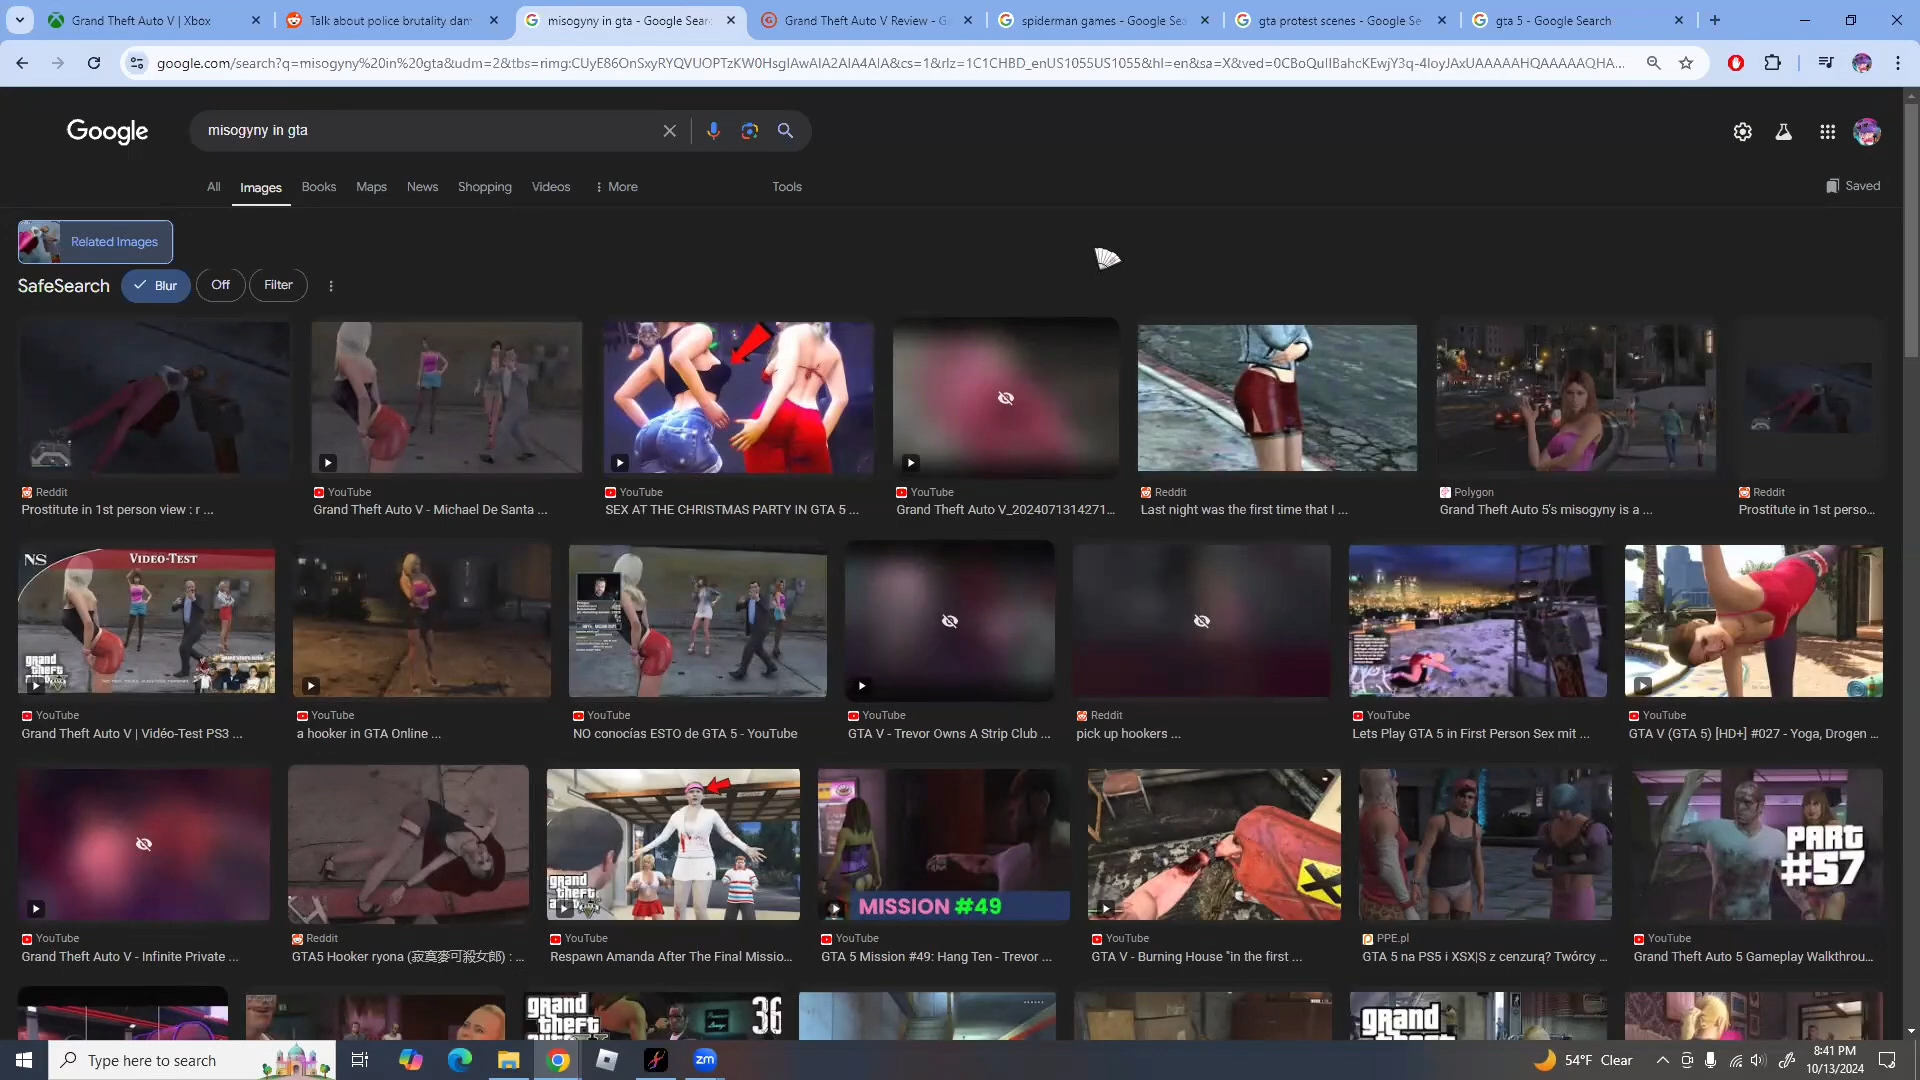 Grand Theft Auto V | Xbox
Talk about police brutality dam
misogyny in gta - Google Searc
Grand Theft Auto V Review - G
spiderman games - Google Sea
gta protest scenes - Google Se
gta 5 - Google Search
google.com/search?q=misogyny%20in%20gta&udm=2&tbs=rimg:CUyE86OnSxyRYQVUOPTzKW0HsgIAwAIA2AIA4AIA&cs=1&rlz=1C1CHBD_enUS1055US1055&hl=en&sa=X&ved=0CBoQuIIBahcKEwjY3q-4loyJAxUAAAAAHQAAAAAQHA...
Google
misogyny in gta
All
Images
Books
Maps
News
Shopping
Videos
More
Tools
Saved
Related Images
SafeSearch
Blur
Off
Filter
Reddit
Prostitute in 1st person view : r ...
YouTube
Grand Theft Auto V - Michael De Santa ...
YouTube
SEX AT THE CHRISTMAS PARTY IN GTA 5 ...
YouTube
Grand Theft Auto V_2024071314271...
Reddit
Last night was the first time that I ...
Polygon
Grand Theft Auto 5's misogyny is a ...
Reddit
Prostitute in 1st perso...
NS
VIDEO-TEST
grand theft auto V
YouTube
Grand Theft Auto V | Vidéo-Test PS3 ...
YouTube
a hooker in GTA Online ...
YouTube
NO conocías ESTO de GTA 5 - YouTube
YouTube
GTA V - Trevor Owns A Strip Club ...
Reddit
pick up hookers ...
YouTube
Lets Play GTA 5 in First Person Sex mit ...
YouTube
GTA V (GTA 5) [HD+] #027 - Yoga, Drogen ...
YouTube
Grand Theft Auto V - Infinite Private ...
Reddit
GTA5 Hooker ryona (寂寞麥可殺女郎) : ...
grand
theft
YouTube
Respawn Amanda After The Final Missio...
MISSION #49
YouTube
GTA 5 Mission #49: Hang Ten - Trevor ...
YouTube
GTA V - Burning House "in the first ...
PPE.pl
GTA 5 na PS5 i XSX|S z cenzurą? Twórcy ...
PART
#57
YouTube
Grand Theft Auto 5 Gameplay Walkthrou...
grand
theft
36
grand
Type here to search
zm
54°F Clear
8:41 PM
10/13/2024